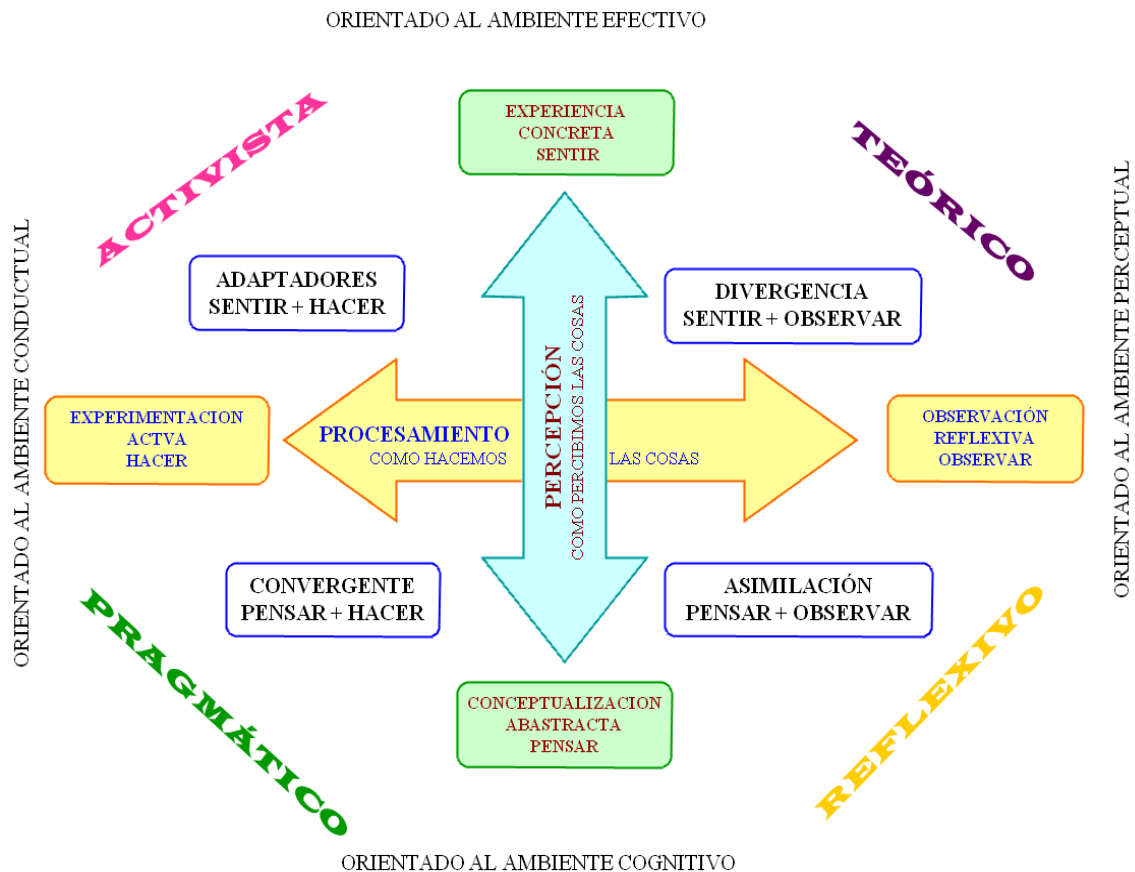 ORIENTADO AL AMBIENTE EFECTIVO
EXPERIENCIA
CONCRETA
SENTIR
ACTIVISTA
TEÓRICO
ORIENTADO AL AMBIENTE CONDUCTUAL
ORIENTADO AL AMBIENTE PERCEPTUAL
ADAPTADORES
SENTIR + HACER
DIVERGENCIA
SENTIR + OBSERVAR
EXPERIMENTACION
ACTVA
HACER
PROCESAMIENTO
COMO HACEMOS LAS COSAS
PERCEPCIÓN
COMO PERCIBIMOS LAS COSAS
OBSERVACIÓN
REFLEXIVA
OBSERVAR
CONVERGENTE
PENSAR + HACER
ASIMILACIÓN
PENSAR + OBSERVAR
PRAGMÁTICO
REFLEXIVO
CONCEPTUALIZACION
ABASTRACTA
PENSAR
ORIENTADO AL AMBIENTE COGNITIVO